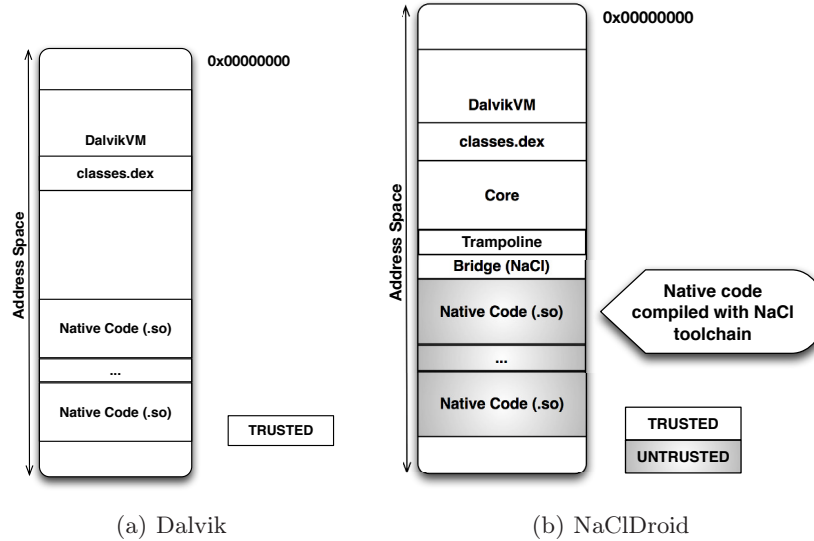 0x00000000
DalvikVM
classes.dex
Address Space
Native Code (.so)
...
Native Code (.so)
TRUSTED
(a) Dalvik
0x00000000
DalvikVM
classes.dex
Core
Trampoline
Bridge (NaCl)
Address Space
Native Code (.so)
...
Native Code (.so)
Native code
compiled with NaCl
toolchain
TRUSTED
UNTRUSTED
(b) NaClDroid